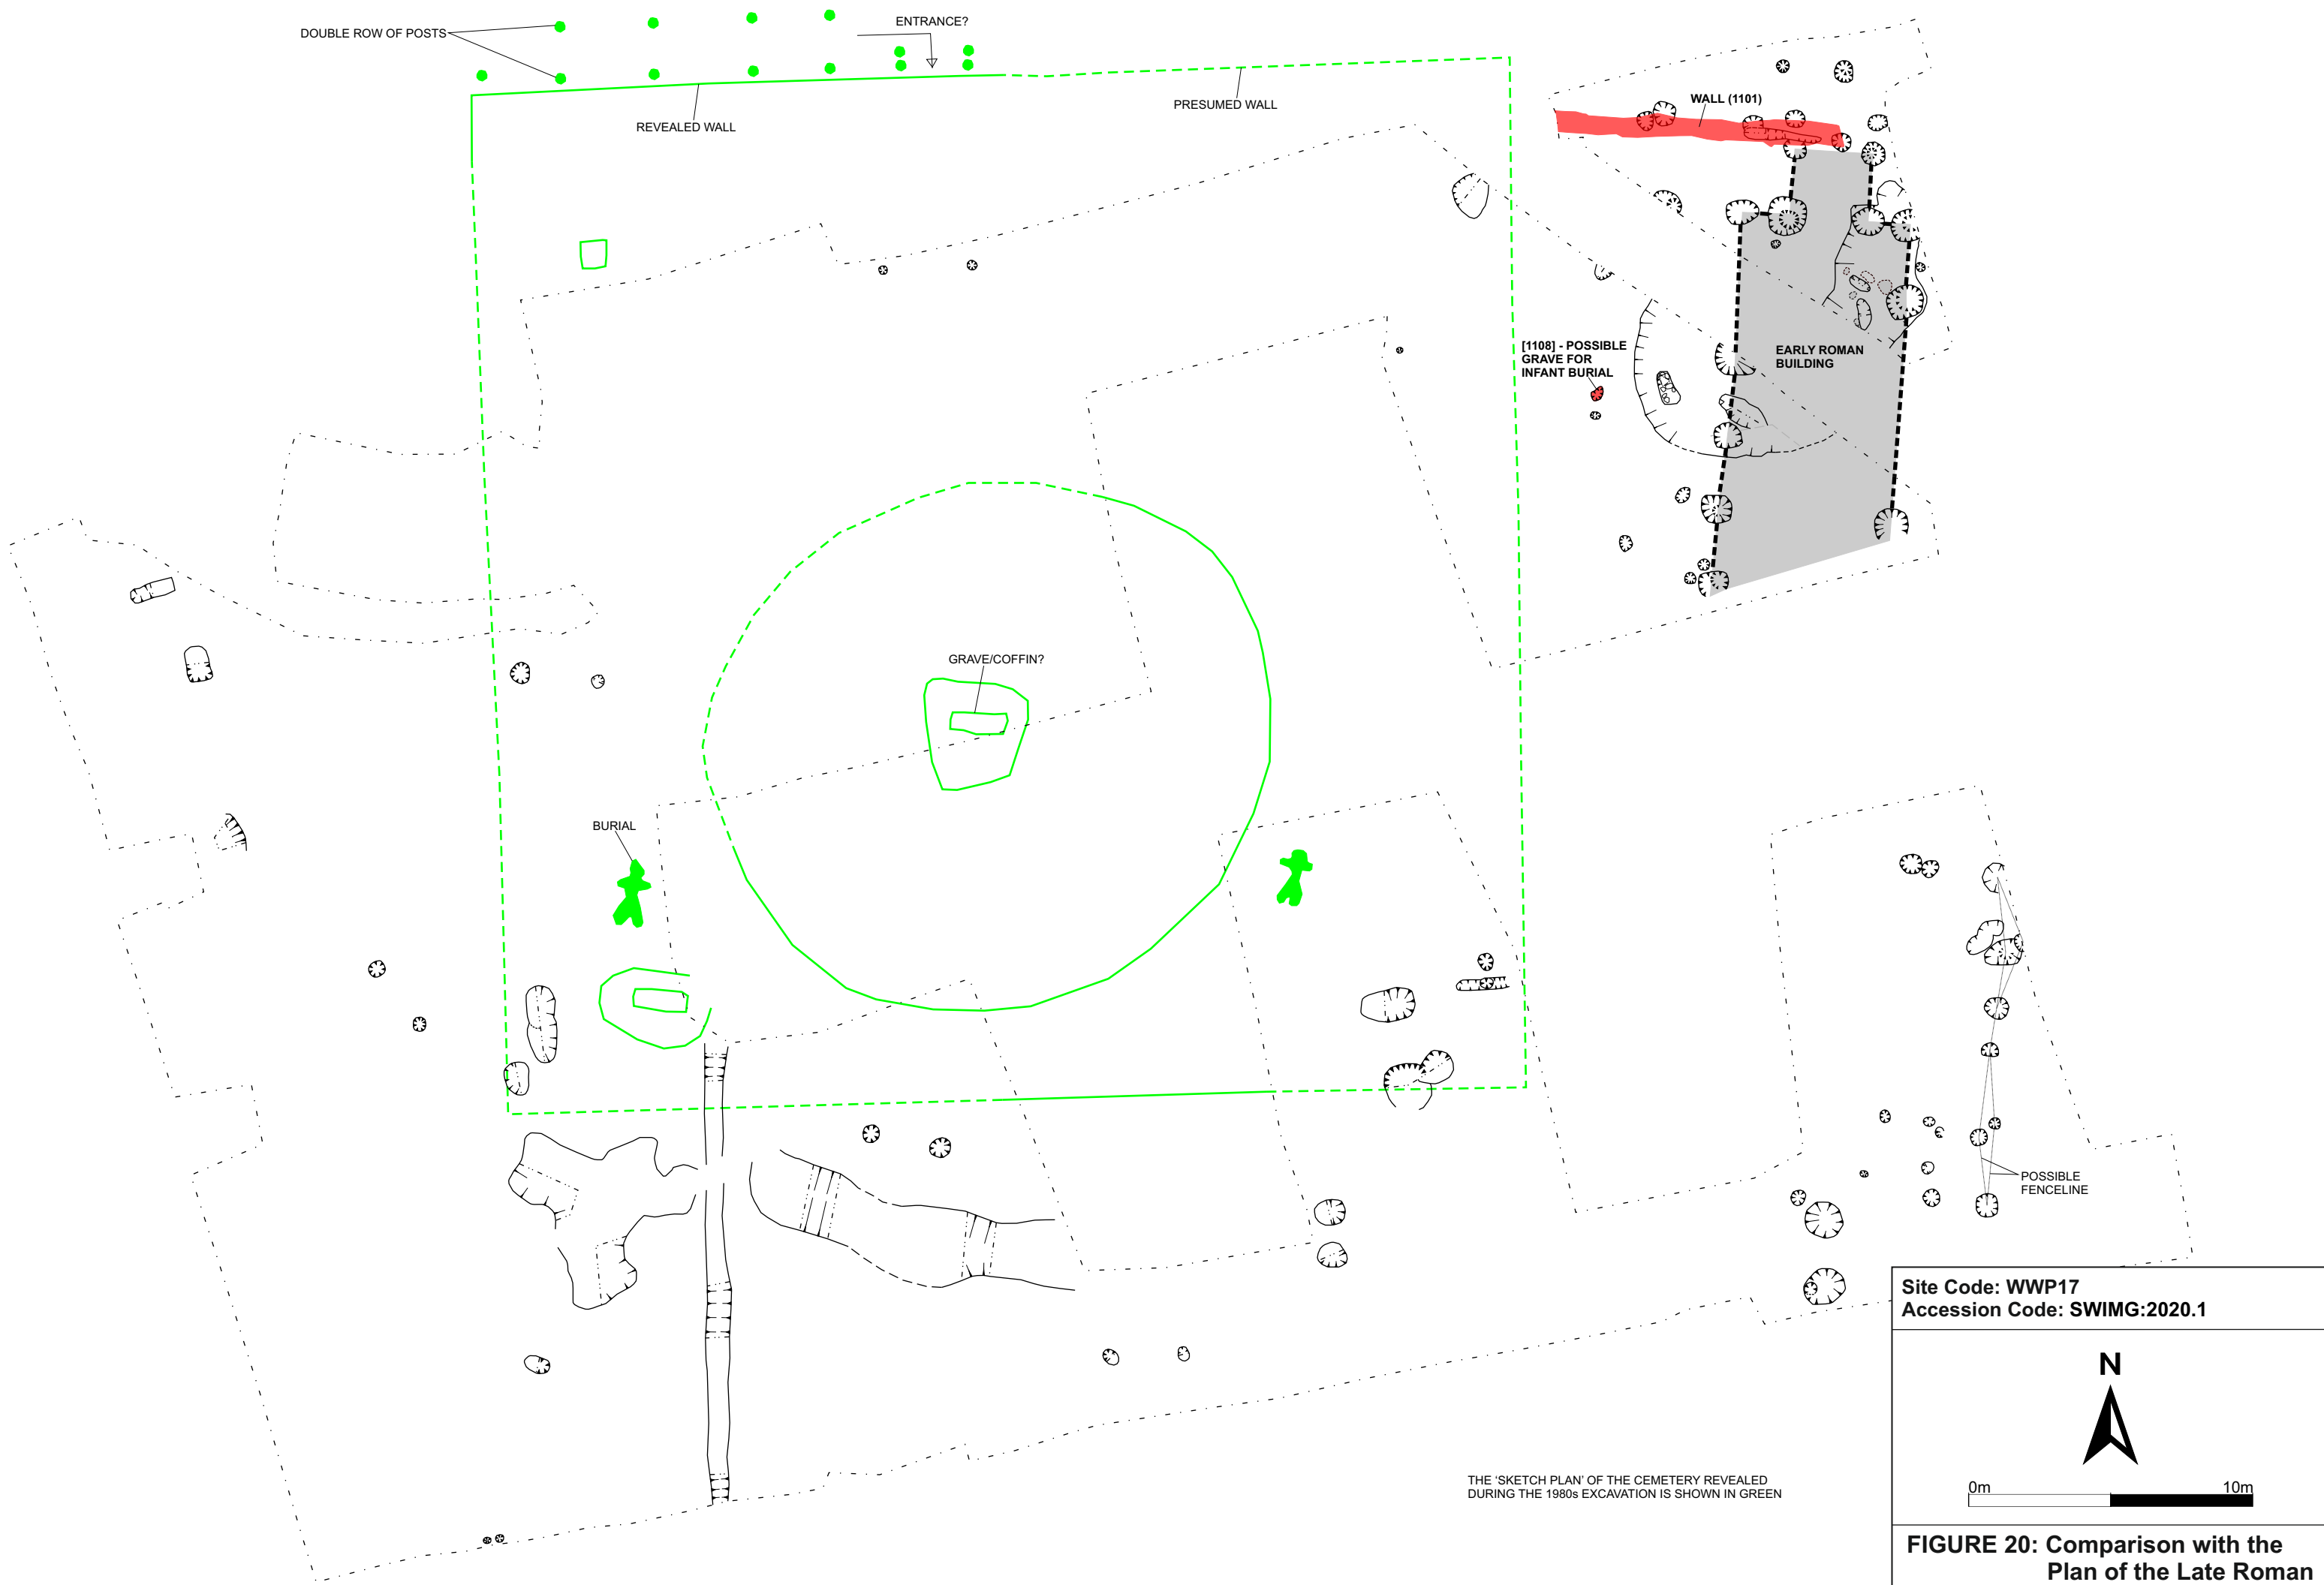 DOUBLE ROW OF POSTS
ENTRANCE?
REVEALED WALL
PRESUMED WALL
WALL (1101)
[1108] - POSSIBLE
GRAVE FOR
INFANT BURIAL
EARLY ROMAN
BUILDING
GRAVE/COFFIN?
BURIAL
POSSIBLE
FENCELINE
THE ‘SKETCH PLAN’ OF THE CEMETERY REVEALED
DURING THE 1980s EXCAVATION IS SHOWN IN GREEN
Site Code: WWP17
Accession Code: SWIMG:2020.1
N
0m 10m
FIGURE 20: Comparison with the
Plan of the Late Roman